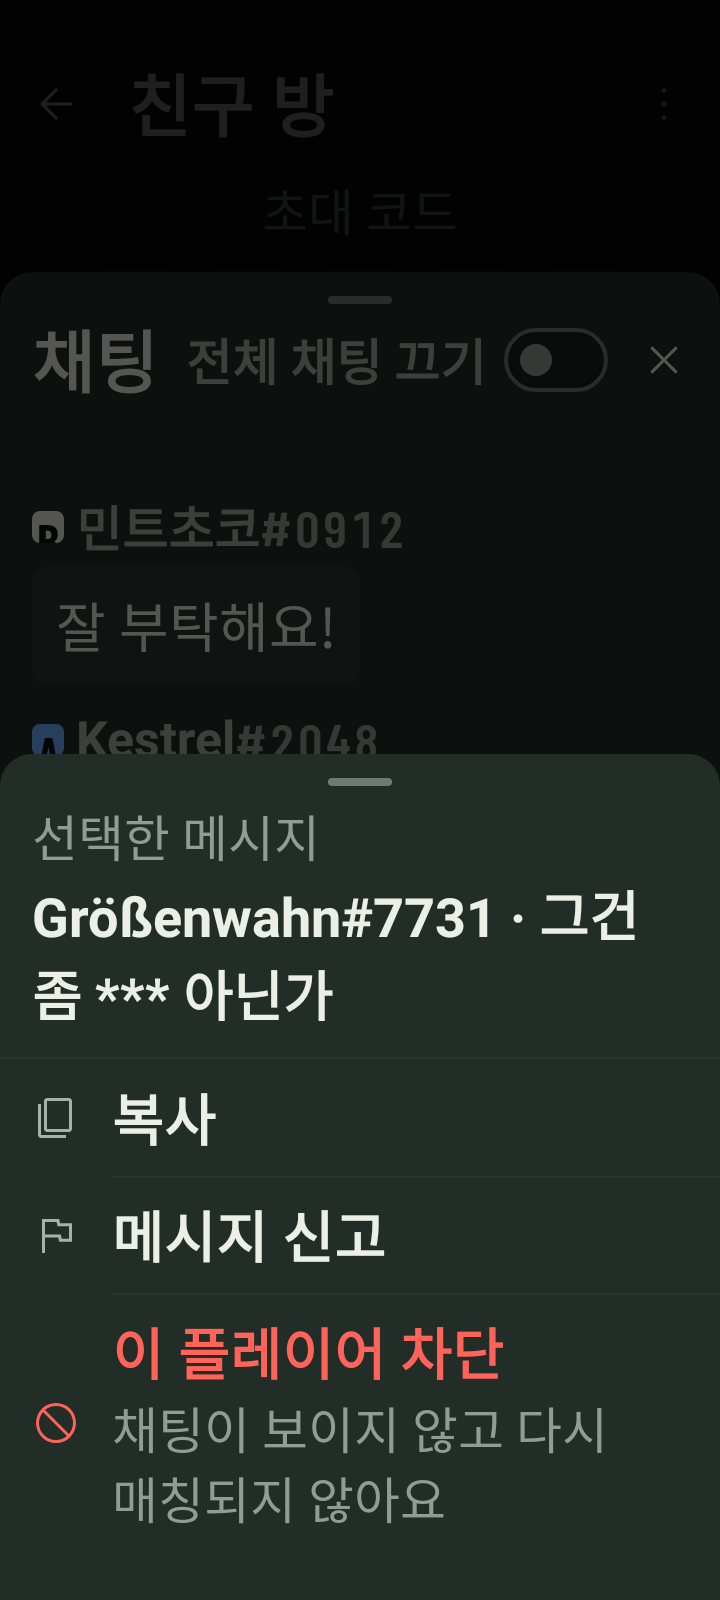 친구 방
초대 코드
채팅 전체 채팅 끄기
민트초코#0912
잘 부탁해요!
Kestrel#2048
선택한 메시지
Größenwahn#7731 · 그건
좀 *** 아닌가
복사
메시지 신고
이 플레이어 차단
채팅이 보이지 않고 다시
매칭되지 않아요